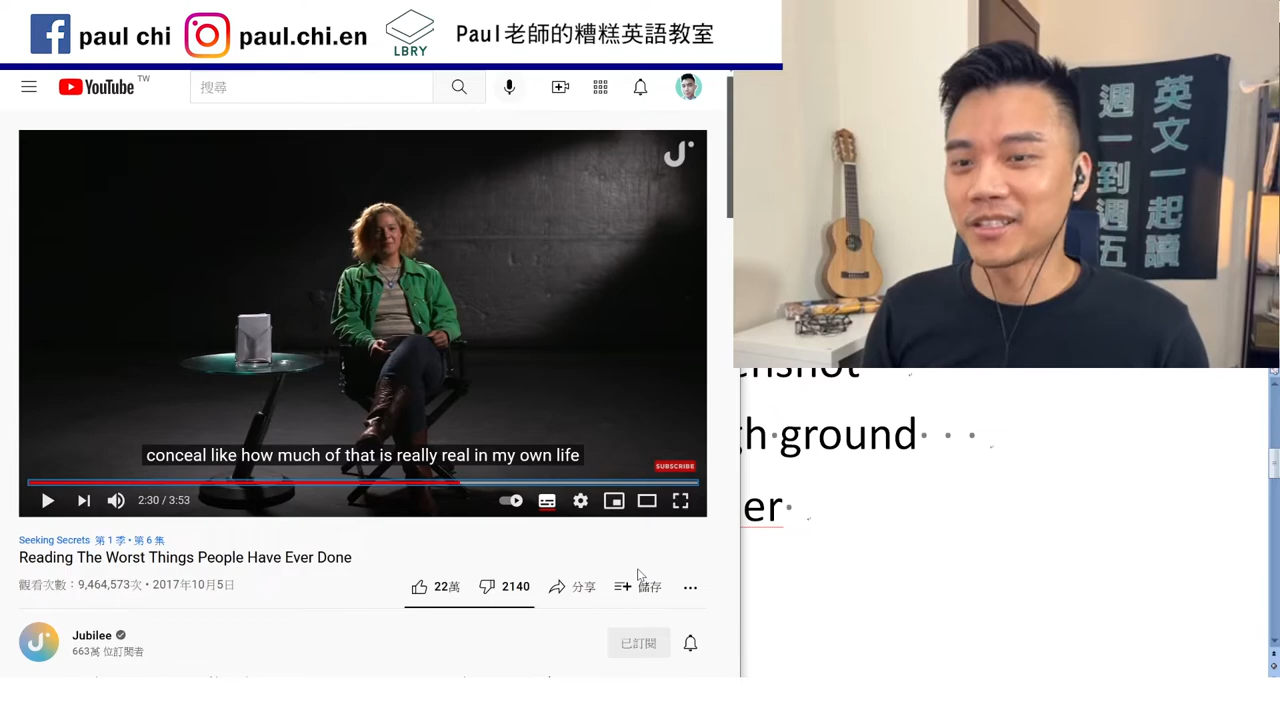 paul chi
paul.chi.en
LBRY
Paul老師的糟糕英語教室
YouTube TW
搜尋
英文一起讀
週一到週五
conceal like how much of that is really real in my own life
SUBSCRIBE
2:30 / 3:53
Seeking Secrets 第 1 季 • 第 6 集
Reading The Worst Things People Have Ever Done
觀看次數：9,464,573次 • 2017年10月5日
22萬
2140
分享
儲存
Jubilee
663萬 位訂閱者
已訂閱
enshot
gh ground
er